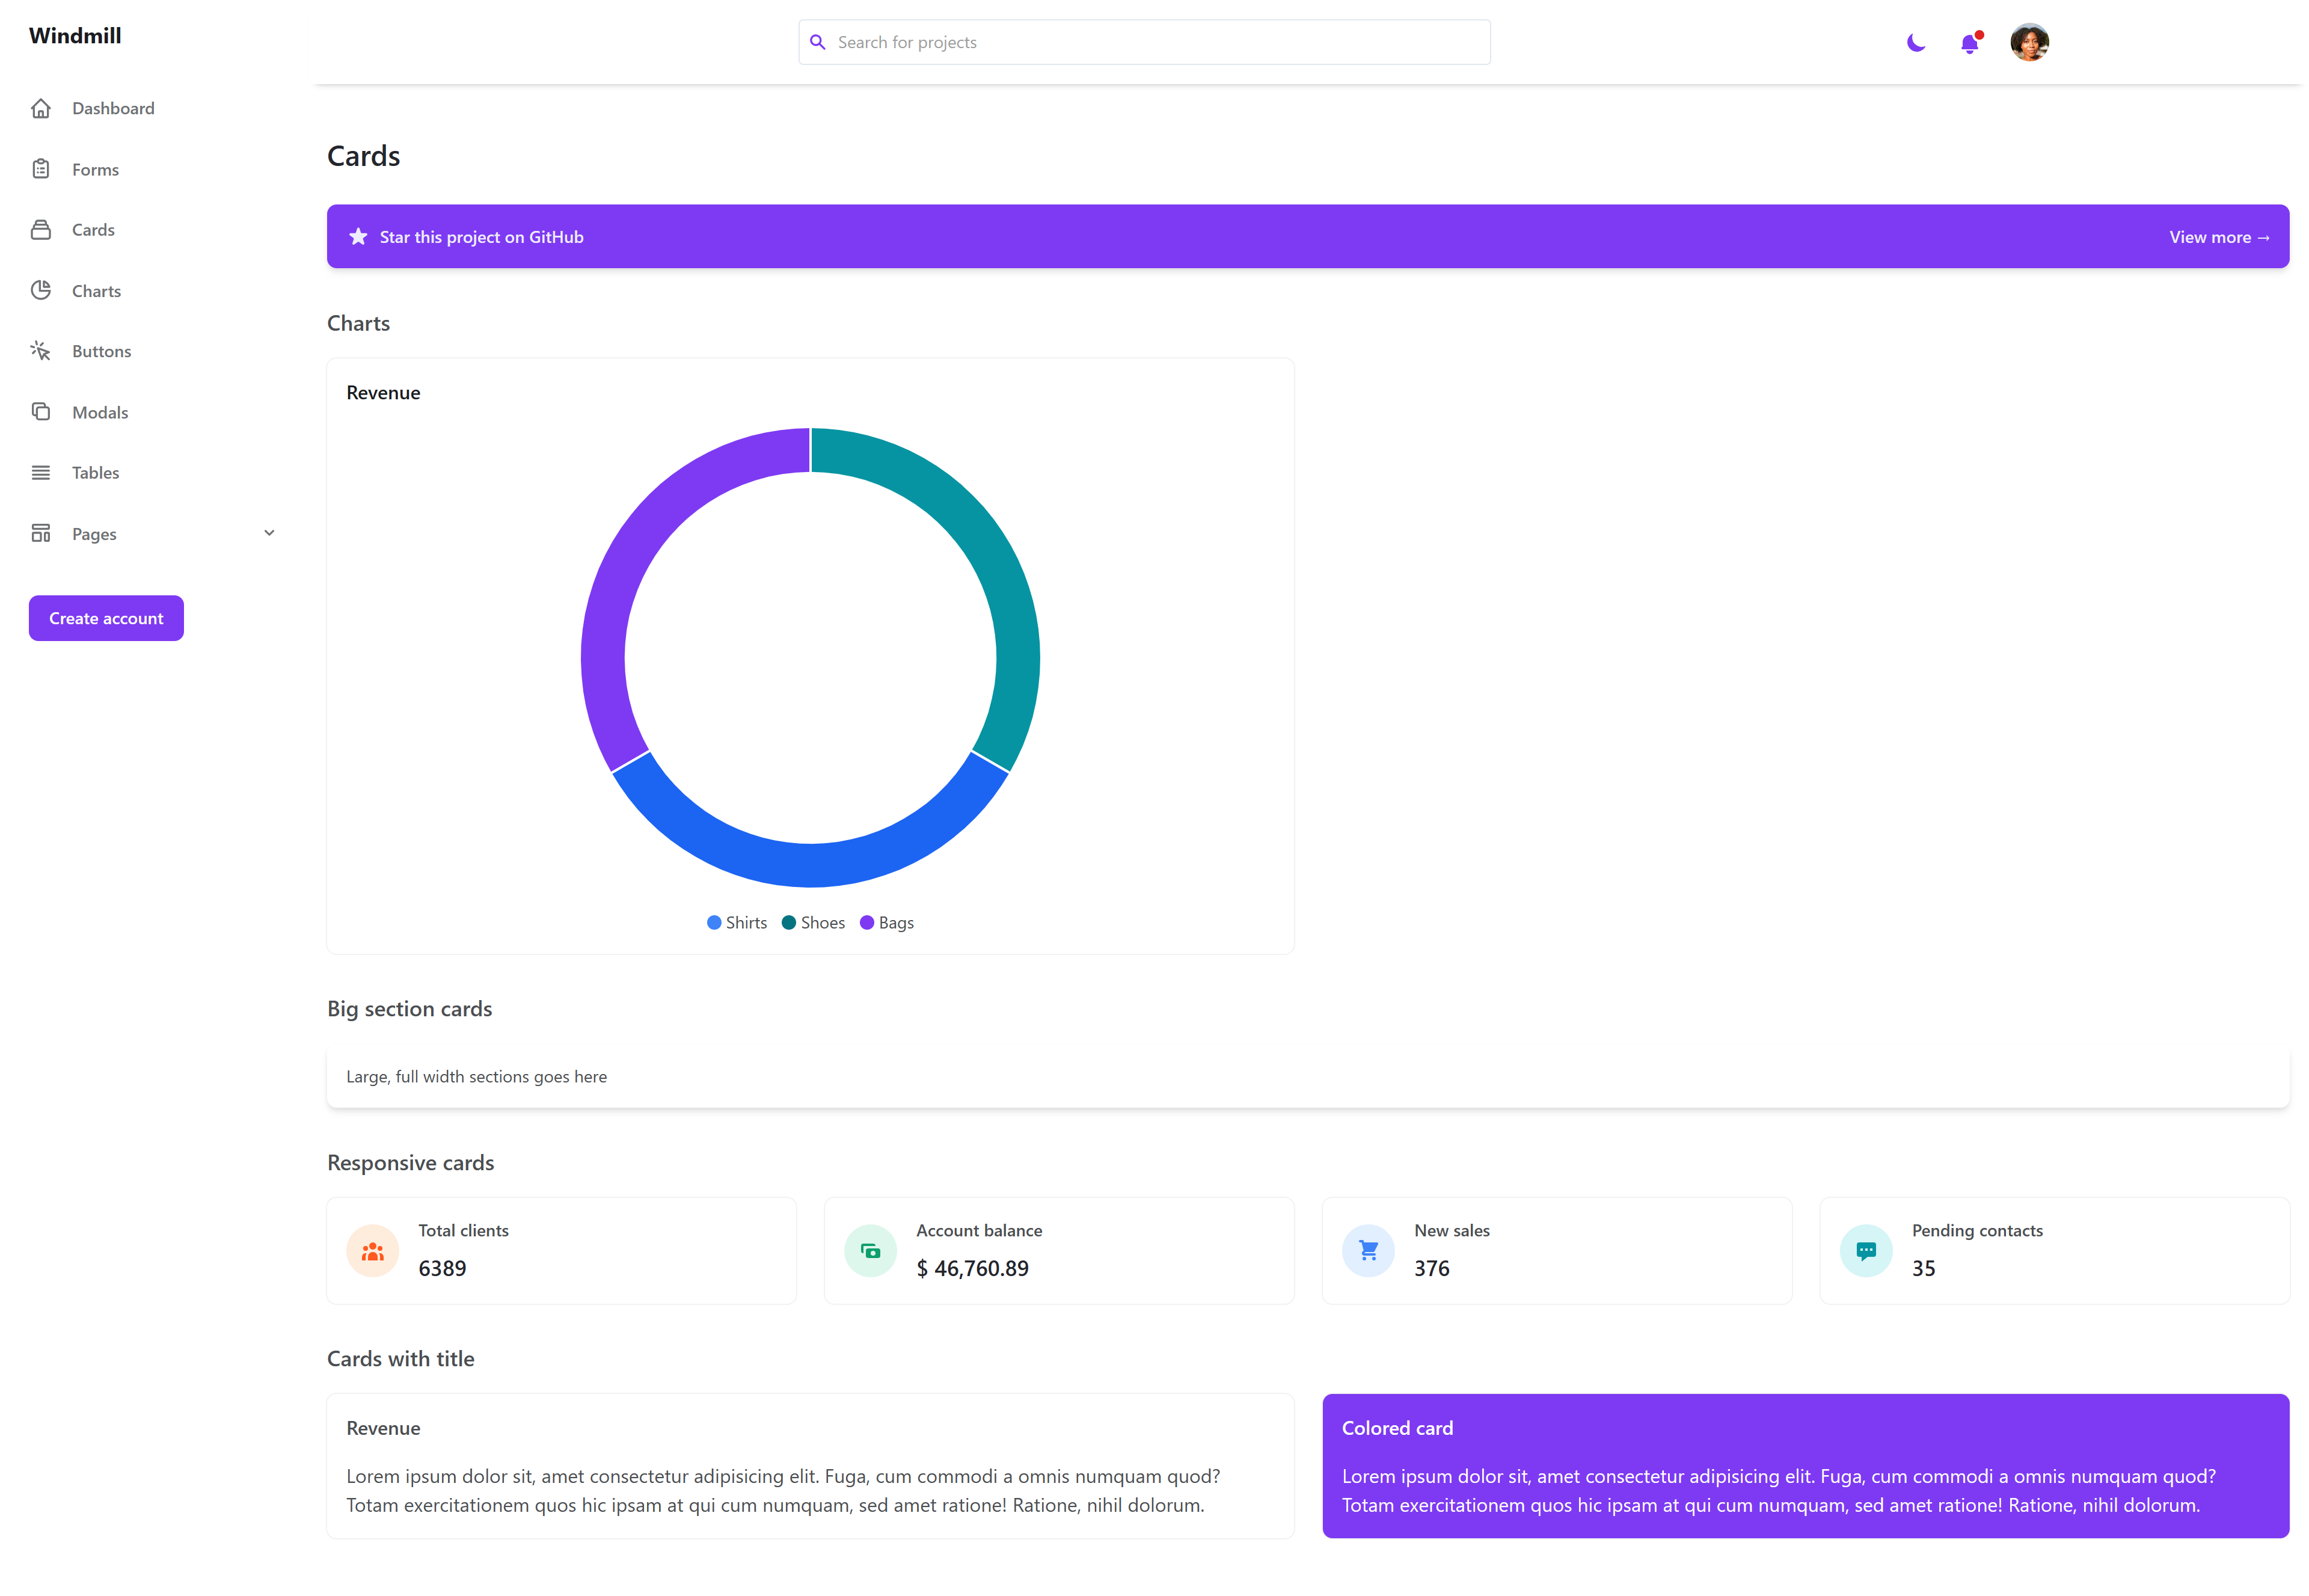 Windmill
Search for projects
Dashboard
Forms
Cards
Charts
Buttons
Modals
Tables
Pages
Create account
Cards
Star this project on GitHub
View more →
Charts
Revenue
Shirts Shoes Bags
Big section cards
Large, full width sections goes here
Responsive cards
Total clients
6389
Account balance
$ 46,760.89
New sales
376
Pending contacts
35
Cards with title
Revenue
Lorem ipsum dolor sit, amet consectetur adipisicing elit. Fuga, cum commodi a omnis numquam quod?
Totam exercitationem quos hic ipsam at qui cum numquam, sed amet ratione! Ratione, nihil dolorum.
Colored card
Lorem ipsum dolor sit, amet consectetur adipisicing elit. Fuga, cum commodi a omnis numquam quod?
Totam exercitationem quos hic ipsam at qui cum numquam, sed amet ratione! Ratione, nihil dolorum.